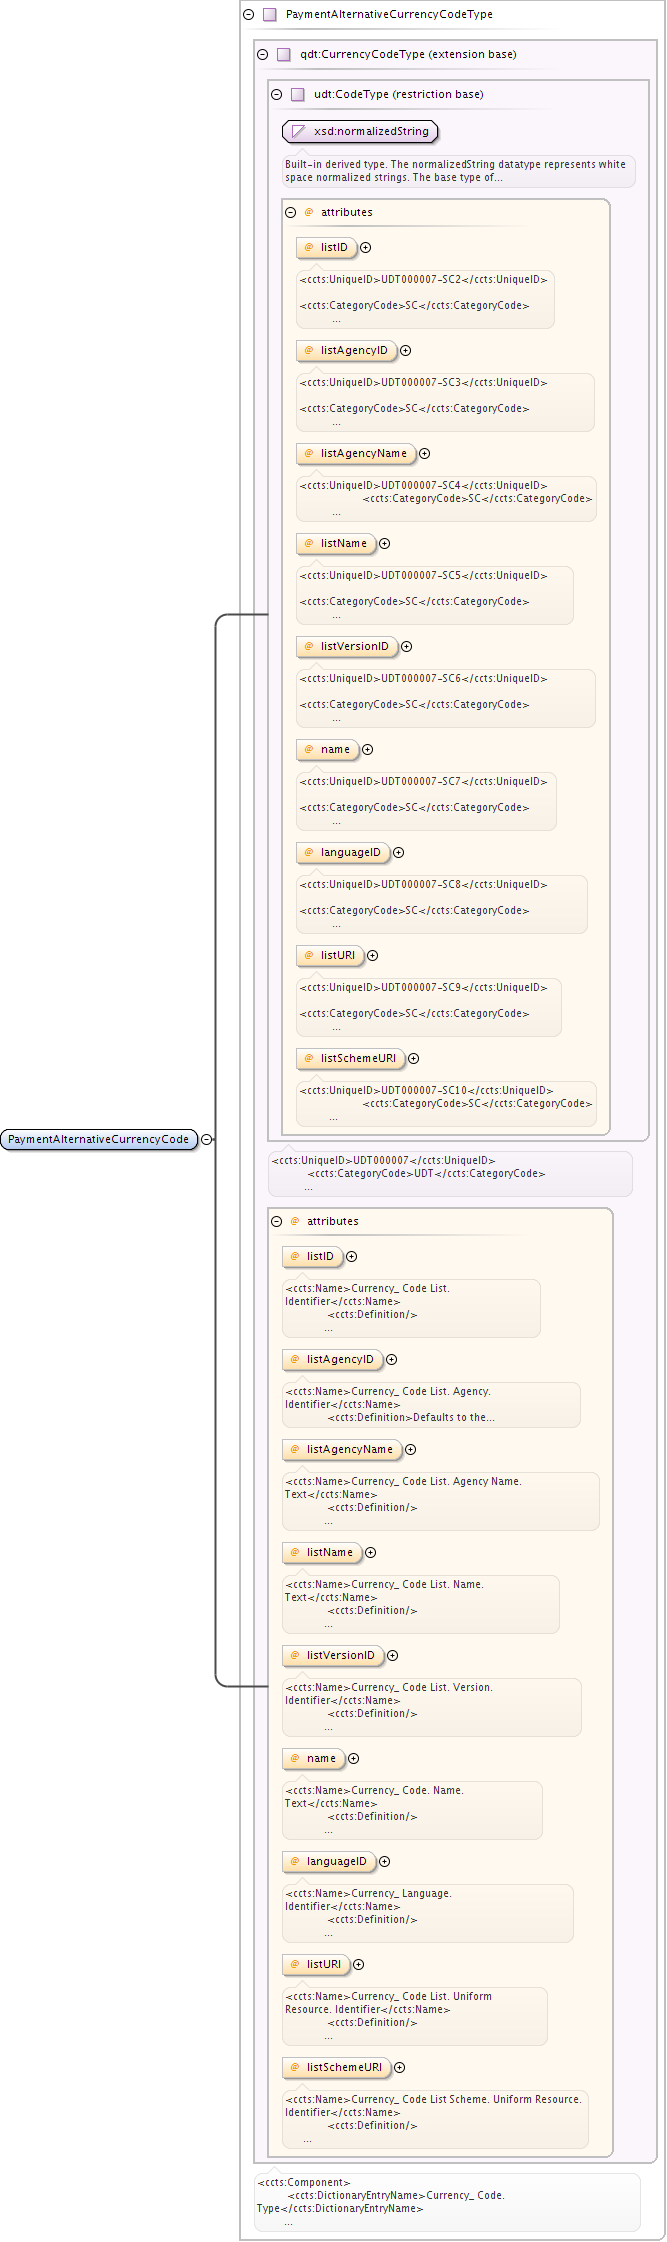 PaymentAlternativeCurrencyCodeType
qdt:CurrencyCodeType (extension base)
udt:CodeType (restriction base)
xsd:normalizedString
Built-in derived type. The normalizedString datatype represents white
space normalized strings. The base type of...
@ attributes
@ listID
<ccts:UniqueID>UDT000007-SC2</ccts:UniqueID>
<ccts:CategoryCode>SC</ccts:CategoryCode>
...
@ listAgencyID
<ccts:UniqueID>UDT000007-SC3</ccts:UniqueID>
<ccts:CategoryCode>SC</ccts:CategoryCode>
...
@ listAgencyName
<ccts:UniqueID>UDT000007-SC4</ccts:UniqueID>
<ccts:CategoryCode>SC</ccts:CategoryCode>
...
@ listName
<ccts:UniqueID>UDT000007-SC5</ccts:UniqueID>
<ccts:CategoryCode>SC</ccts:CategoryCode>
...
@ listVersionID
<ccts:UniqueID>UDT000007-SC6</ccts:UniqueID>
<ccts:CategoryCode>SC</ccts:CategoryCode>
...
@ name
<ccts:UniqueID>UDT000007-SC7</ccts:UniqueID>
<ccts:CategoryCode>SC</ccts:CategoryCode>
...
@ languageID
<ccts:UniqueID>UDT000007-SC8</ccts:UniqueID>
<ccts:CategoryCode>SC</ccts:CategoryCode>
...
@ listURI
<ccts:UniqueID>UDT000007-SC9</ccts:UniqueID>
<ccts:CategoryCode>SC</ccts:CategoryCode>
...
@ listSchemeURI
<ccts:UniqueID>UDT000007-SC10</ccts:UniqueID>
<ccts:CategoryCode>SC</ccts:CategoryCode>
...
PaymentAlternativeCurrencyCode
<ccts:UniqueID>UDT000007</ccts:UniqueID>
<ccts:CategoryCode>UDT</ccts:CategoryCode>
...
@ attributes
@ listID
<ccts:Name>Currency_ Code List.
Identifier</ccts:Name>
<ccts:Definition/>
...
@ listAgencyID
<ccts:Name>Currency_ Code List. Agency.
Identifier</ccts:Name>
<ccts:Definition>Defaults to the...
@ listAgencyName
<ccts:Name>Currency_ Code List. Agency Name.
Text</ccts:Name>
<ccts:Definition/>
...
@ listName
<ccts:Name>Currency_ Code List. Name.
Text</ccts:Name>
<ccts:Definition/>
...
@ listVersionID
<ccts:Name>Currency_ Code List. Version.
Identifier</ccts:Name>
<ccts:Definition/>
...
@ name
<ccts:Name>Currency_ Code. Name.
Text</ccts:Name>
<ccts:Definition/>
...
@ languageID
<ccts:Name>Currency_ Language.
Identifier</ccts:Name>
<ccts:Definition/>
...
@ listURI
<ccts:Name>Currency_ Code List. Uniform
Resource. Identifier</ccts:Name>
<ccts:Definition/>
...
@ listSchemeURI
<ccts:Name>Currency_ Code List Scheme. Uniform Resource.
Identifier</ccts:Name>
<ccts:Definition/>
...
<ccts:Component>
<ccts:DictionaryEntryName>Currency_ Code.
Type</ccts:DictionaryEntryName>
...